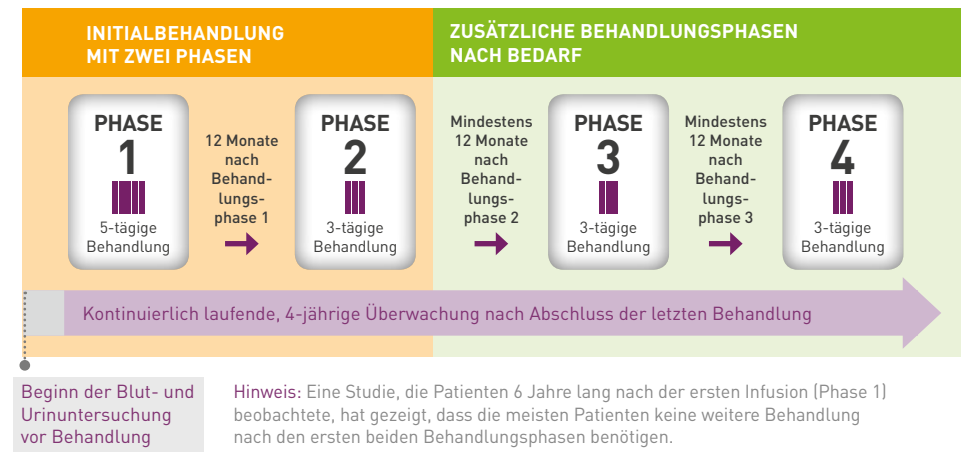 INITIALBEHANDLUNG
MIT ZWEI PHASEN
ZUSÄTZLICHE BEHANDLUNGSPHASEN
NACH BEDARF
PHASE
1
5-tägige
Behandlung
12 Monate
nach
Behand-
lungs-
phase 1
PHASE
2
3-tägige
Behandlung
Mindestens
12 Monate
nach
Behand-
lungs-
phase 2
PHASE
3
3-tägige
Behandlung
Mindestens
12 Monate
nach
Behand-
lungs-
phase 3
PHASE
4
3-tägige
Behandlung
Kontinuierlich laufende, 4-jährige Überwachung nach Abschluss der letzten Behandlung
Beginn der Blut- und
Urinuntersuchung
vor Behandlung
Hinweis: Eine Studie, die Patienten 6 Jahre lang nach der ersten Infusion (Phase 1)
beobachtete, hat gezeigt, dass die meisten Patienten keine weitere Behandlung
nach den ersten beiden Behandlungsphasen benötigen.